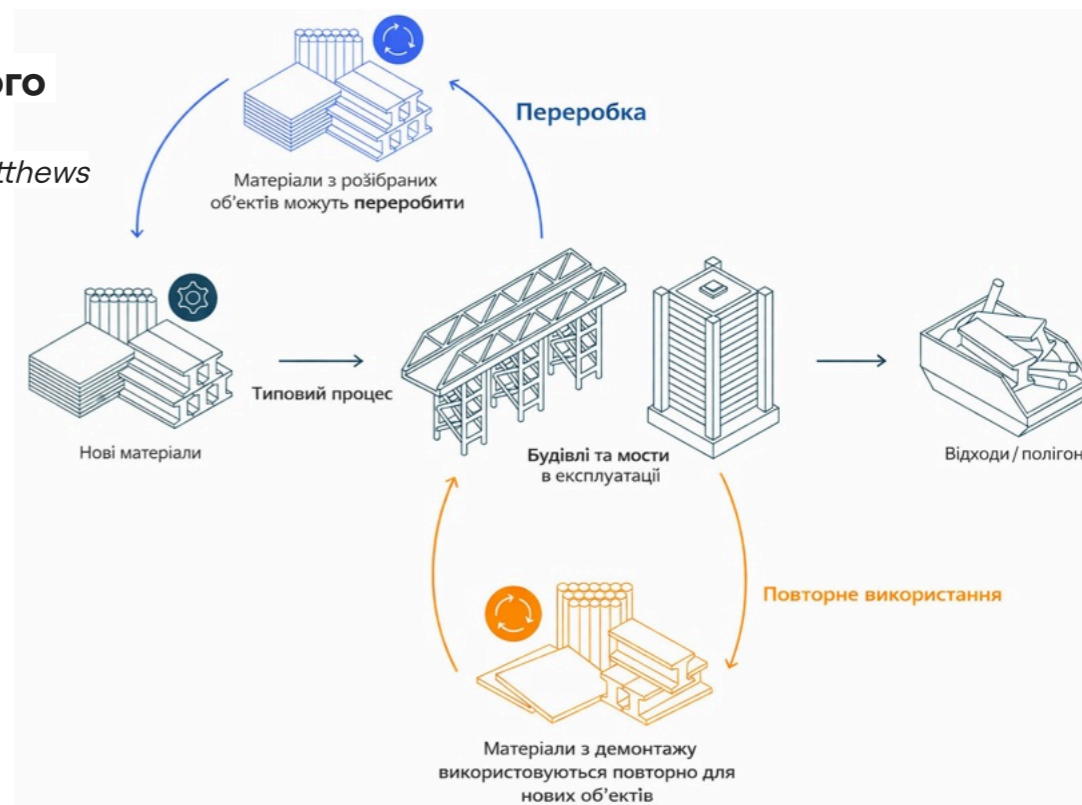 ого
tthews
Переробка
Матеріали з розібраних
об'єктів можуть переробити
Типовий процес
Нові матеріали
Будівлі та мости
в експлуатації
Відходи / полігон
Повторне використання
Матеріали з демонтажу
використовуються повторно для
нових об'єктів